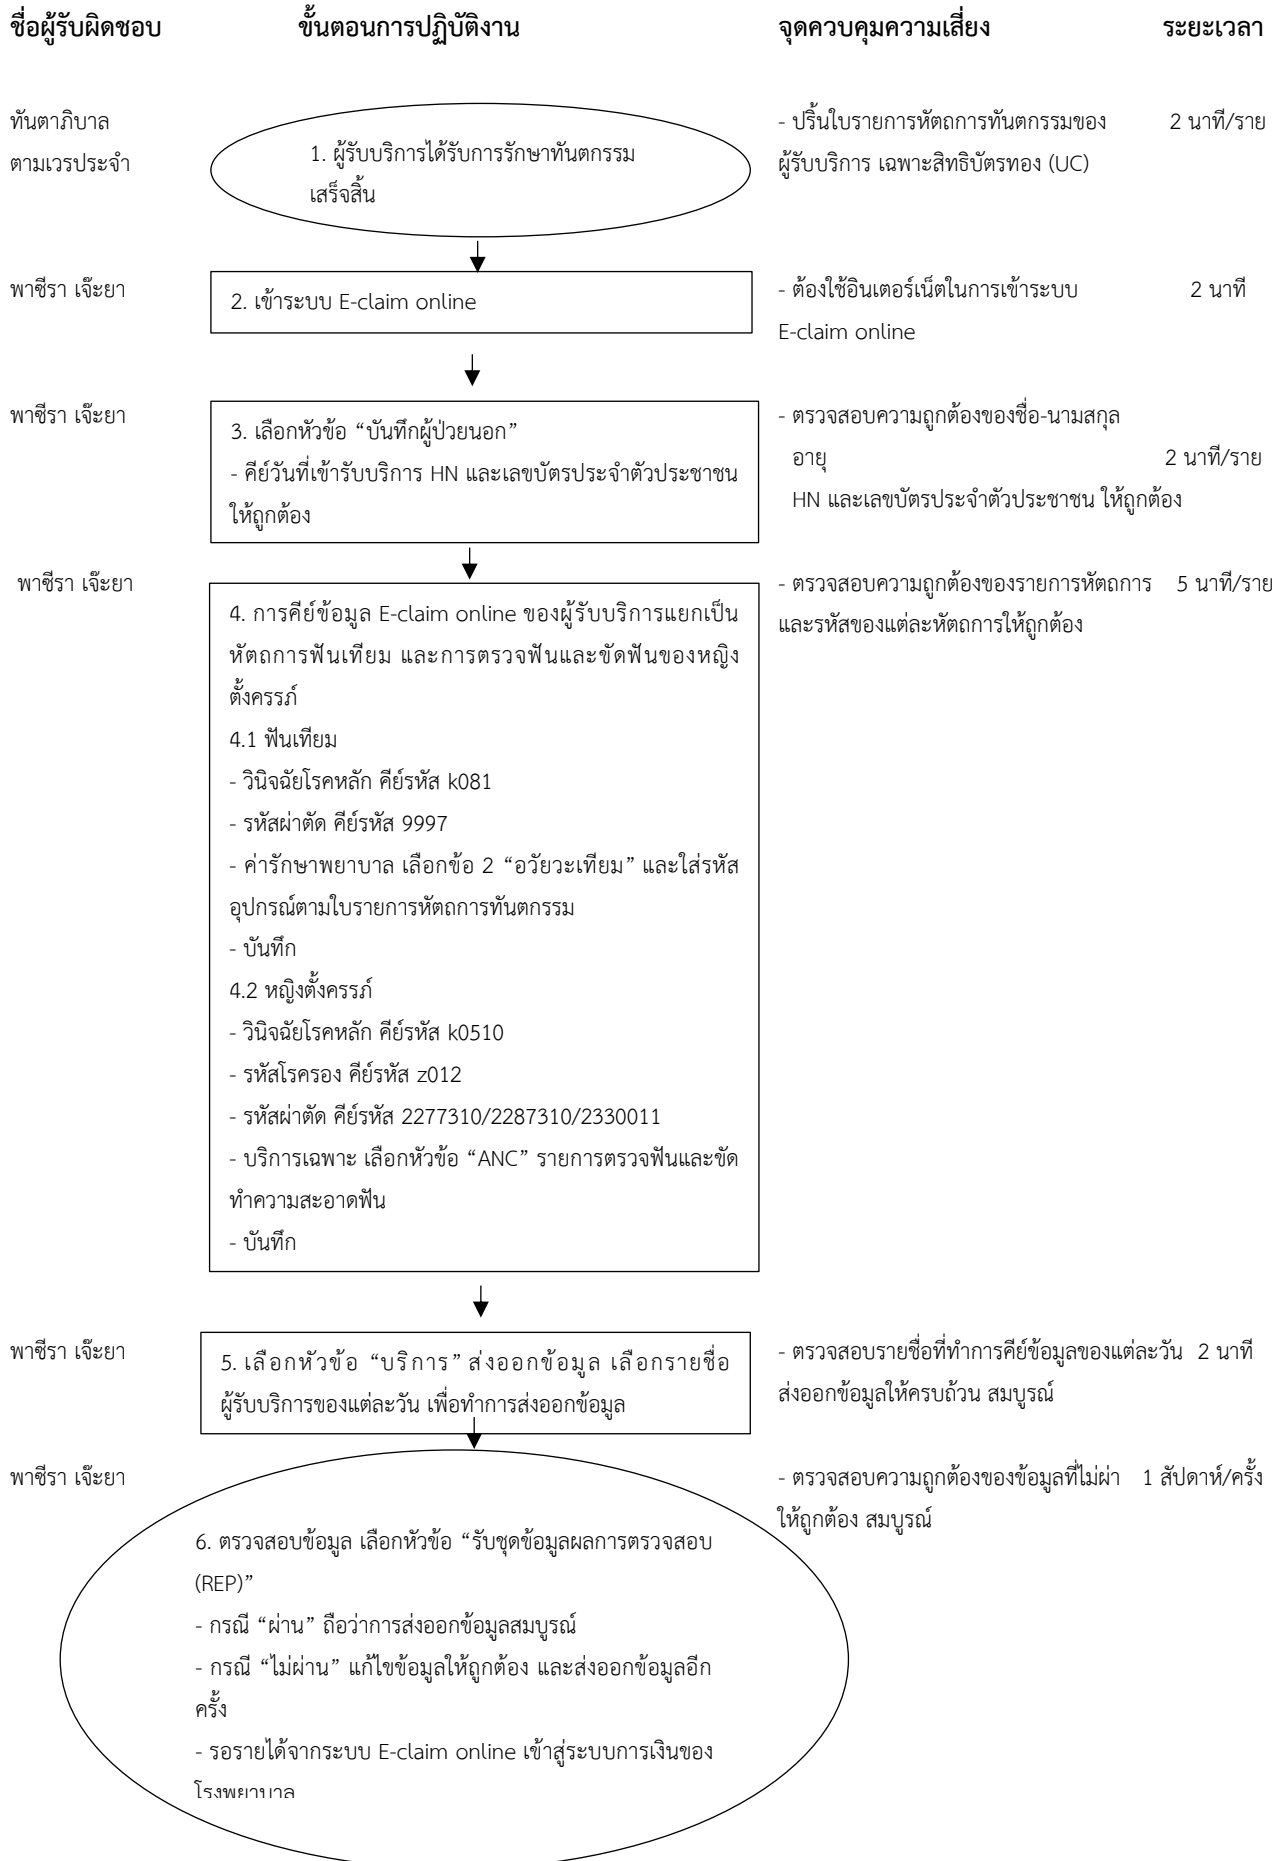 ชื่อผู้รับผิดชอบ ขั้นตอนการปฏิบัติงาน จุดควบคุมความเสี่ยง ระยะเวลา
ทันตาภิบาล
ตามเวรประจำ
1. ผู้รับบริการได้รับการรักษาทันตกรรม
เสร็จสิ้น
- ปริ้นใบรายการหัตถการทันตกรรมของ 2 นาที/ราย
ผู้รับบริการ เฉพาะสิทธิบัตรทอง (UC)
พาซีรา เจ๊ะยา
2. เข้าระบบ E-claim online
- ต้องใช้อินเตอร์เน็ตในการเข้าระบบ 2 นาที
E-claim online
พาซีรา เจ๊ะยา
3. เลือกหัวข้อ “บันทึกผู้ป่วยนอก”
- คีย์วันที่เข้ารับบริการ HN และเลขบัตรประจำตัวประชาชน
ให้ถูกต้อง
- ตรวจสอบความถูกต้องของชื่อ-นามสกุล
อายุ 2 นาที/ราย
HN และเลขบัตรประจำตัวประชาชน ให้ถูกต้อง
พาซีรา เจ๊ะยา
4. การคีย์ข้อมูล E-claim online ของผู้รับบริการแยกเป็น
หัตถการฟันเทียม และการตรวจฟันและขัดฟันของหญิง
ตั้งครรภ์
4.1 ฟันเทียม
- วินิจฉัยโรคหลัก คีย์รหัส k081
- รหัสผ่าตัด คีย์รหัส 9997
- ค่ารักษาพยาบาล เลือกข้อ 2 “อวัยวะเทียม” และใส่รหัส
อุปกรณ์ตามใบรายการหัตถการทันตกรรม
- บันทึก
4.2 หญิงตั้งครรภ์
- วินิจฉัยโรคหลัก คีย์รหัส k0510
- รหัสโรครอง คีย์รหัส z012
- รหัสผ่าตัด คีย์รหัส 2277310/2287310/2330011
- บริการเฉพาะ เลือกหัวข้อ “ANC” รายการตรวจฟันและขัด
ทำความสะอาดฟัน
- บันทึก
- ตรวจสอบความถูกต้องของรายการหัตถการ 5 นาที/ราย
และรหัสของแต่ละหัตถการให้ถูกต้อง
พาซีรา เจ๊ะยา
5. เลือกหัวข้อ “บริการ” ส่งออกข้อมูล เลือกรายชื่อ
ผู้รับบริการของแต่ละวัน เพื่อทำการส่งออกข้อมูล
- ตรวจสอบรายชื่อที่ทำการคีย์ข้อมูลของแต่ละวัน 2 นาที
ส่งออกข้อมูลให้ครบถ้วน สมบูรณ์
พาซีรา เจ๊ะยา
6. ตรวจสอบข้อมูล เลือกหัวข้อ “รับชุดข้อมูลผลการตรวจสอบ
(REP)”
- กรณี “ผ่าน” ถือว่าการส่งออกข้อมูลสมบูรณ์
- กรณี “ไม่ผ่าน” แก้ไขข้อมูลให้ถูกต้อง และส่งออกข้อมูลอีก
ครั้ง
- รอรายได้จากระบบ E-claim online เข้าสู่ระบบการเงินของ
โรงพยาบาล
- ตรวจสอบความถูกต้องของข้อมูลที่ไม่ผ่า 1 สัปดาห์/ครั้ง
ให้ถูกต้อง สมบูรณ์